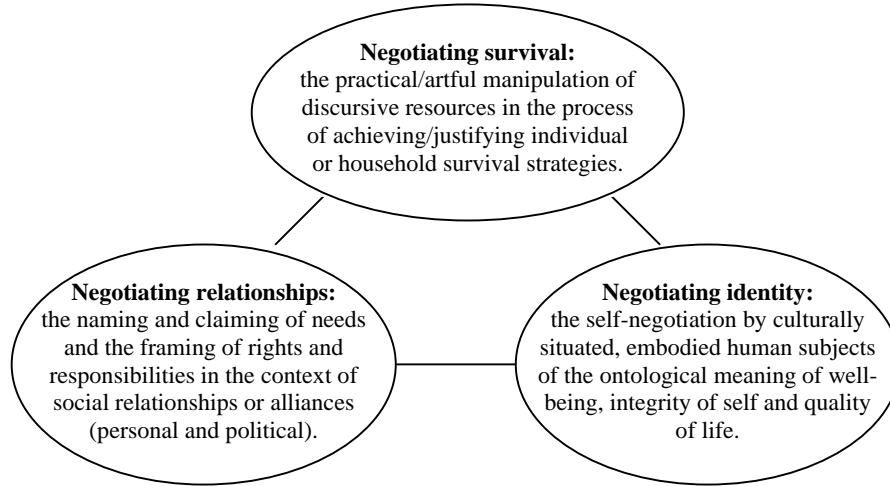 Negotiating survival:
the practical/artful manipulation of
discursive resources in the process
of achieving/justifying individual
or household survival strategies.
Negotiating relationships:
the naming and claiming of needs
and the framing of rights and
responsibilities in the context of
social relationships or alliances
(personal and political).
Negotiating identity:
the self-negotiation by culturally
situated, embodied human subjects
of the ontological meaning of well-
being, integrity of self and quality
of life.